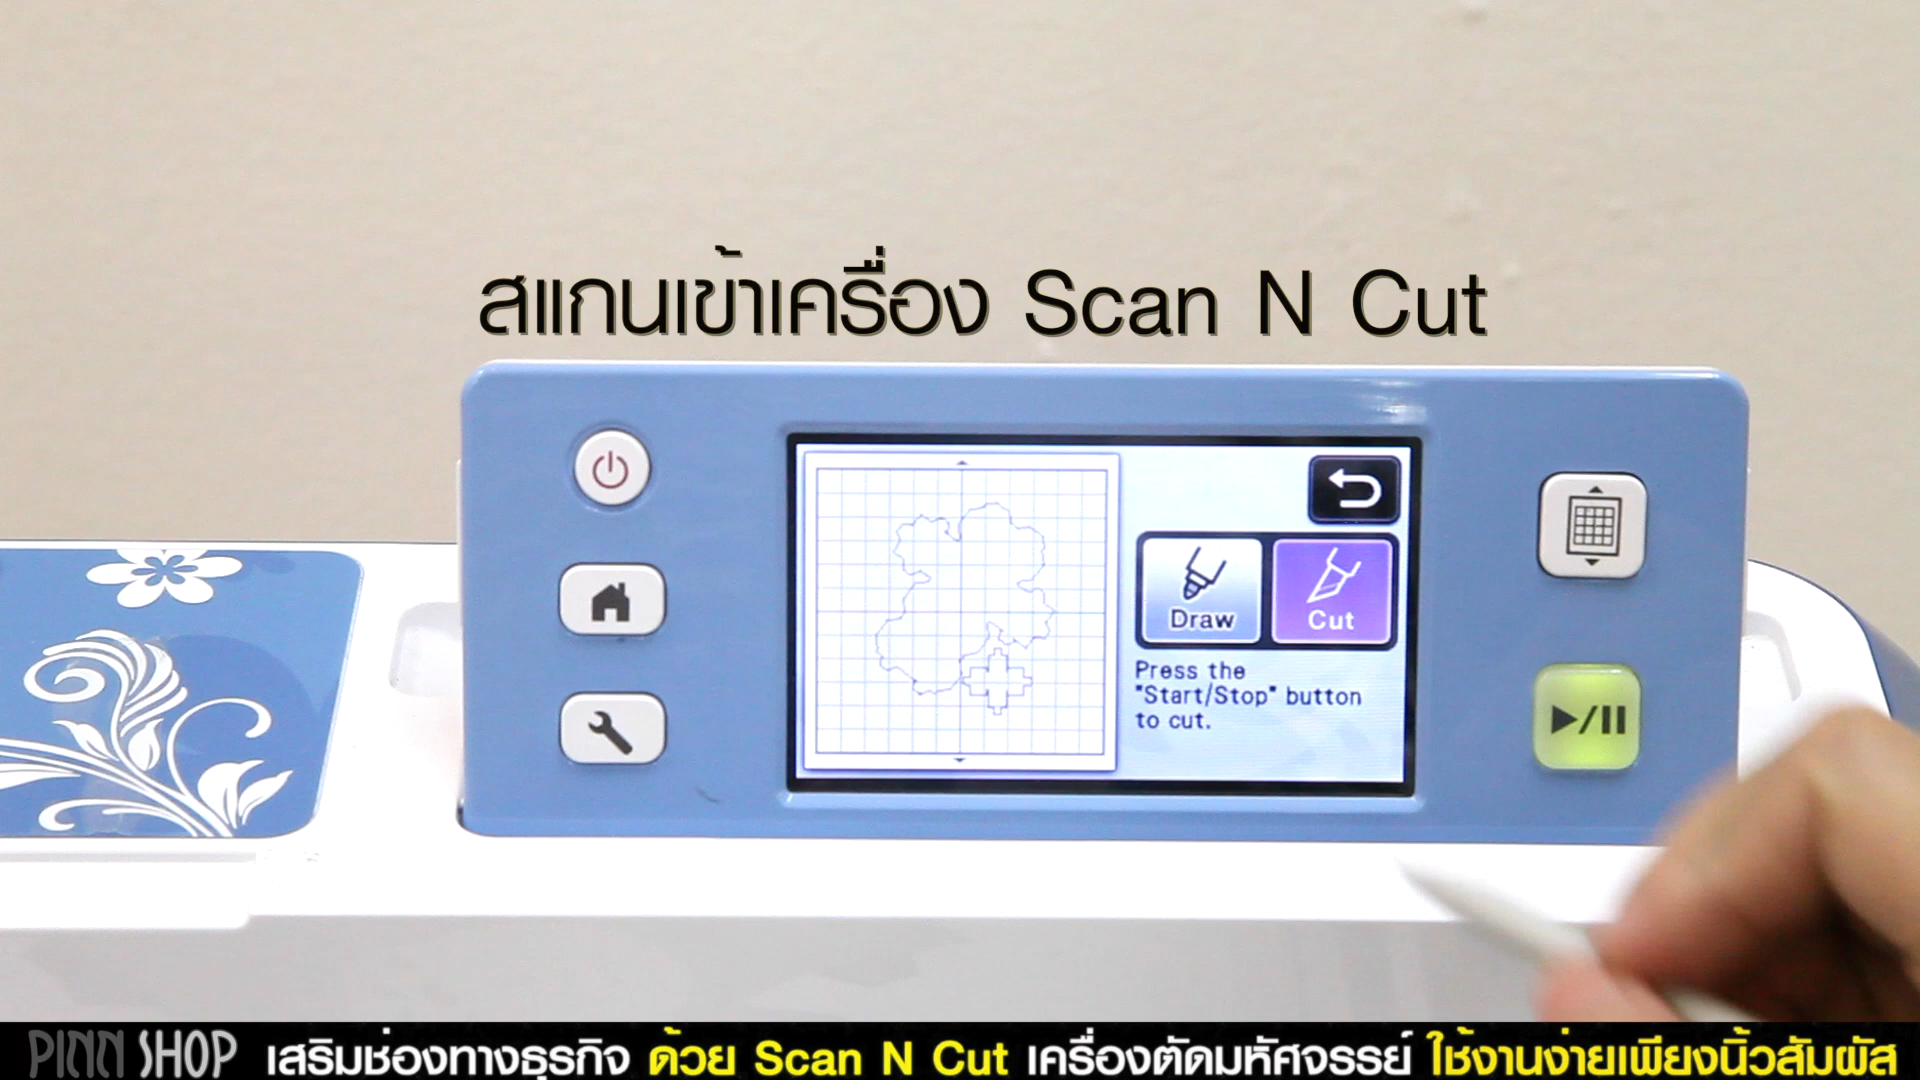 สแกนเข้าเครื่อง Scan N Cut
Draw
Cut
Press the
"Start/Stop" button
to cut.
PINN SHOP เสริมช่องทางธุรกิจ ด้วย Scan N Cut เครื่องตัดมหัศจรรย์ ใช้งานง่ายเพียงนิ้วสัมผัส